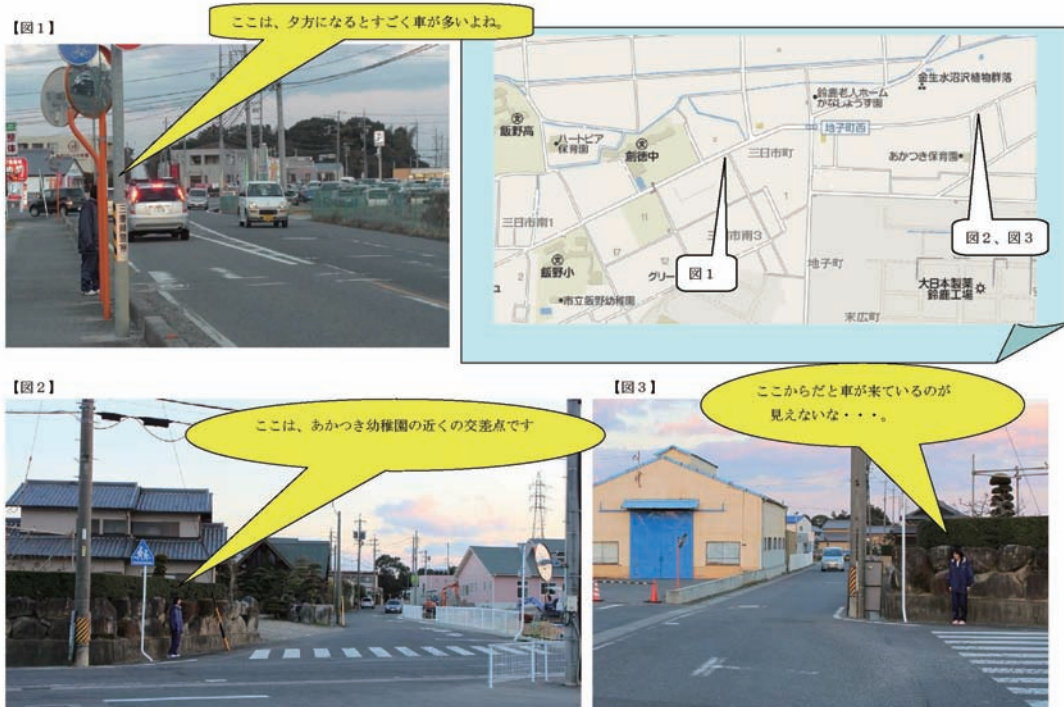 【図1】
ここは、夕方になるとすごく車が多いよね。
金生水沼沢植物群落
鈴鹿老人ホーム
かなしょうず園
飯野高
ハートピア
保育園
創徳中
地子町西
三日市町
あかつき保育園
1
三日市南1
11
三日市南3
図2、図3
17
12
図1
飯野小
グリー
2
地子町
大日本製薬
鈴鹿工場
市立飯野幼稚園
末広町
【図2】
ここは、あかつき幼稚園の近くの交差点です
【図3】
ここからだと車が来ているのが
見えないな・・・。